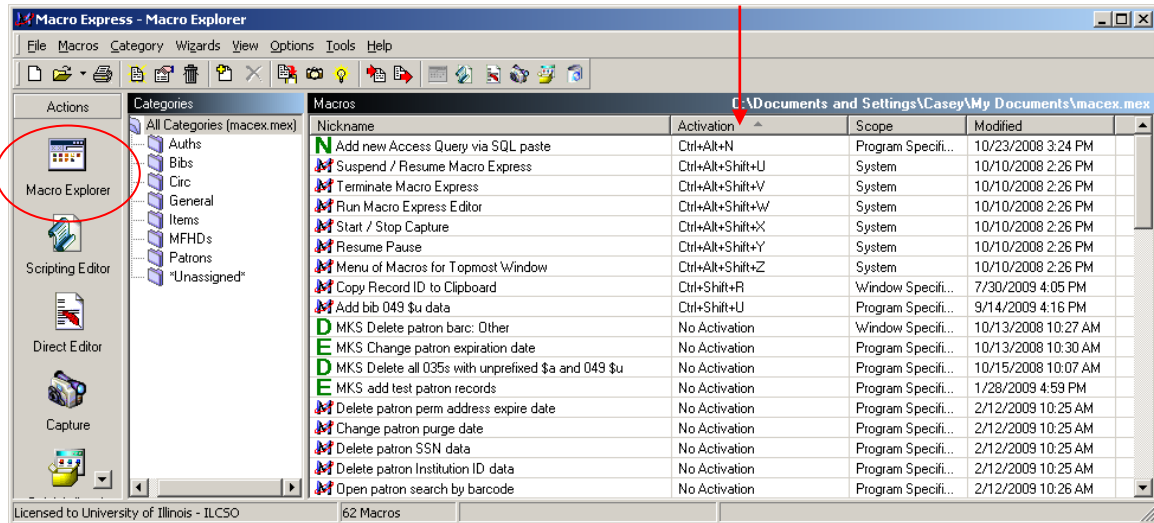 Macro Express - Macro Explorer
File Macros Category Wizards View Options Tools Help
Actions
Macro Explorer
Scripting Editor
Direct Editor
Capture
Categories
All Categories (macex.mex)
Auths
Bibs
Circ
General
Items
MFHDs
Patrons
*Unassigned*
Macros C:\Documents and Settings\Casey\My Documents\macex.mex
Nickname Activation Scope Modified
N Add new Access Query via SQL paste Ctrl+Alt+N Program Specifi... 10/23/2008 3:24 PM
Suspend / Resume Macro Express Ctrl+Alt+Shift+U System 10/10/2008 2:26 PM
Terminate Macro Express Ctrl+Alt+Shift+V System 10/10/2008 2:26 PM
Run Macro Express Editor Ctrl+Alt+Shift+W System 10/10/2008 2:26 PM
Start / Stop Capture Ctrl+Alt+Shift+X System 10/10/2008 2:26 PM
Resume Pause Ctrl+Alt+Shift+Y System 10/10/2008 2:26 PM
Menu of Macros for Topmost Window Ctrl+Alt+Shift+Z System 10/10/2008 2:26 PM
Copy Record ID to Clipboard Ctrl+Shift+R Window Specifi... 7/30/2009 4:05 PM
Add bib 049 $u data Ctrl+Shift+U Program Specifi... 9/14/2009 4:16 PM
D MKS Delete patron barc: Other No Activation Window Specifi... 10/13/2008 10:27 AM
E MKS Change patron expiration date No Activation Program Specifi... 10/13/2008 10:30 AM
D MKS Delete all 035s with unprefixed $a and 049 $u No Activation Program Specifi... 10/15/2008 10:07 AM
E MKS add test patron records No Activation Program Specifi... 1/28/2009 4:59 PM
Delete patron perm address expire date No Activation Program Specifi... 2/12/2009 10:25 AM
Change patron purge date No Activation Program Specifi... 2/12/2009 10:25 AM
Delete patron SSN data No Activation Program Specifi... 2/12/2009 10:25 AM
Delete patron Institution ID data No Activation Program Specifi... 2/12/2009 10:25 AM
Open patron search by barcode No Activation Program Specifi... 2/12/2009 10:26 AM
Licensed to University of Illinois - ILCSO 62 Macros